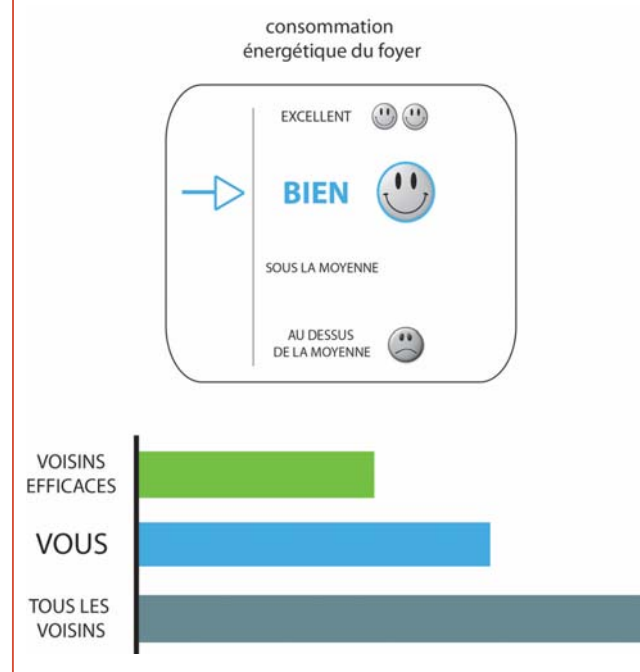 consommation
énergétique du foyer
EXCELLENT
BIEN
SOUS LA MOYENNE
AU DESSUS
DE LA MOYENNE
VOISINS
EFFICACES
VOUS
TOUS LES
VOISINS